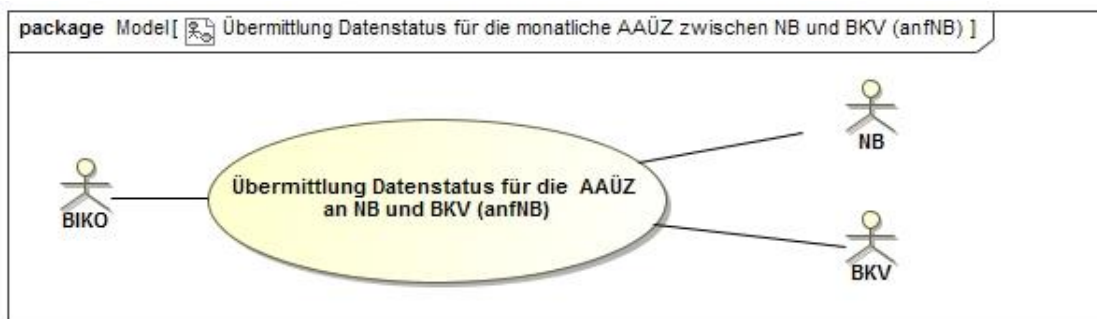 package Model[ Übermittlung Datenstatus für die monatliche AAÜZ zwischen NB und BKV (anfNB) ]
NB
Übermittlung Datenstatus für die AAÜZ
an NB und BKV (anfNB)
BIKO
BKV